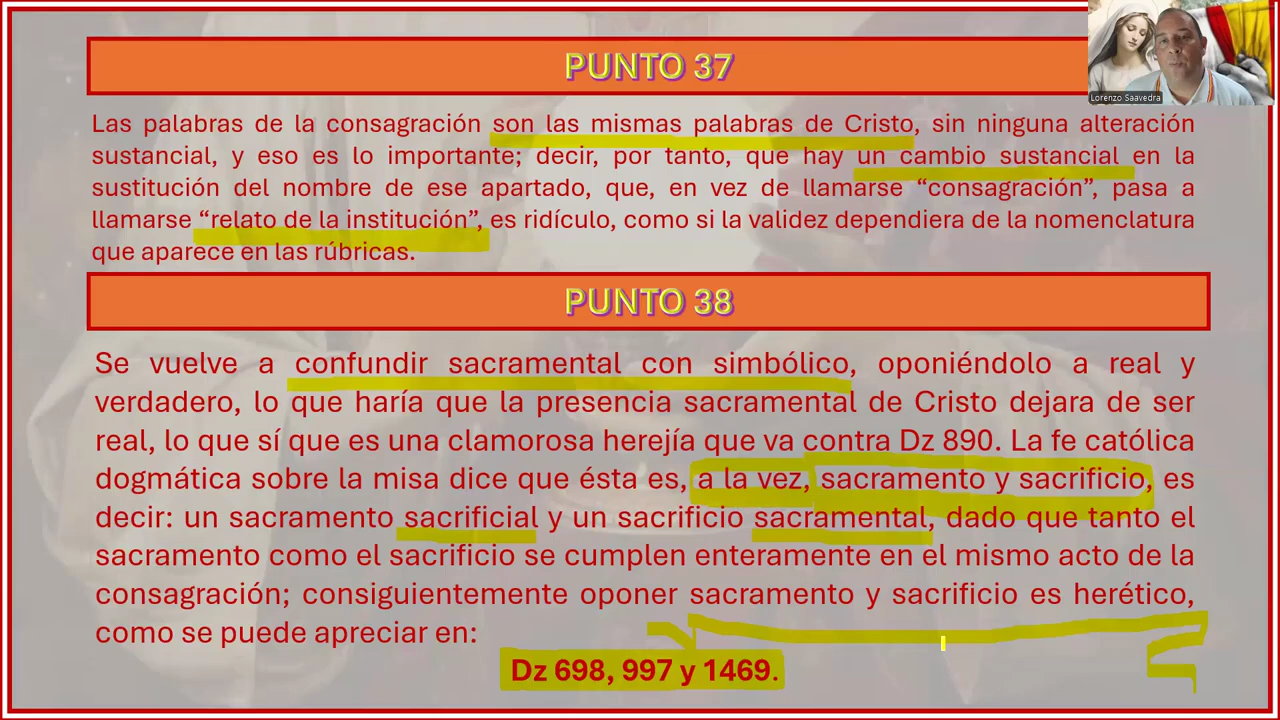 PUNTO 37
Lorenzo Saavedra
Las palabras de la consagración son las mismas palabras de Cristo, sin ninguna alteración
sustancial, y eso es lo importante; decir, por tanto, que hay un cambio sustancial en la
sustitución del nombre de ese apartado, que, en vez de llamarse “consagración”, pasa a
llamarse “relato de la institución”, es ridículo, como si la validez dependiera de la nomenclatura
que aparece en las rúbricas.
PUNTO 38
Se vuelve a confundir sacramental con simbólico, oponiéndolo a real y
verdadero, lo que haría que la presencia sacramental de Cristo dejara de ser
real, lo que sí que es una clamorosa herejía que va contra Dz 890. La fe católica
dogmática sobre la misa dice que ésta es, a la vez, sacramento y sacrificio, es
decir: un sacramento sacrificial y un sacrificio sacramental, dado que tanto el
sacramento como el sacrificio se cumplen enteramente en el mismo acto de la
consagración; consiguientemente oponer sacramento y sacrificio es herético,
como se puede apreciar en:
Dz 698, 997 y 1469.